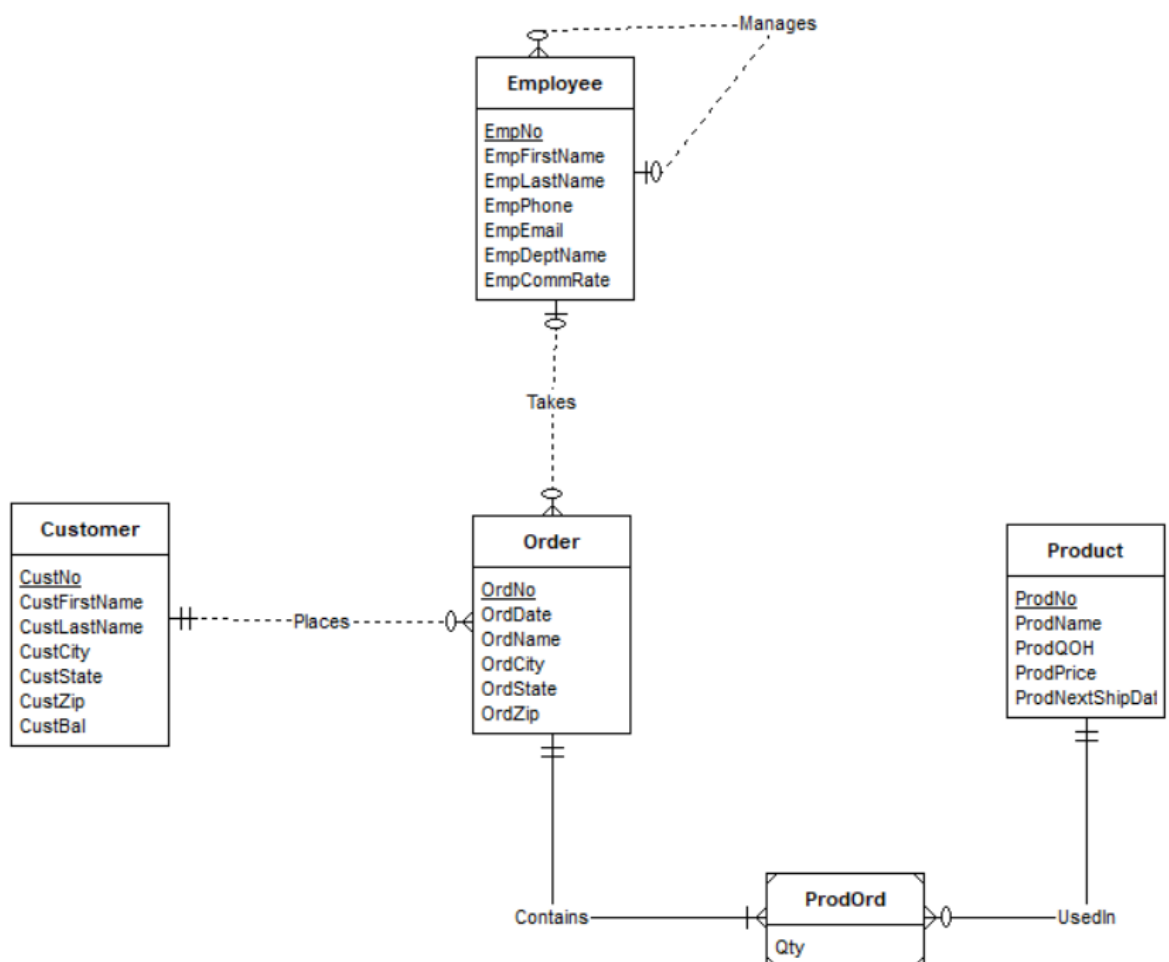 Manages
Employee
EmpNo
EmpFirstName
EmpLastName
EmpPhone
EmpEmail
EmpDeptName
EmpCommRate
Takes
Customer
CustNo
CustFirstName
CustLastName
CustCity
CustState
CustZip
CustBal
Places
Order
OrdNo
OrdDate
OrdName
OrdCity
OrdState
OrdZip
Product
ProdNo
ProdName
ProdQOH
ProdPrice
ProdNextShipDat
Contains
ProdOrd
Qty
UsedIn